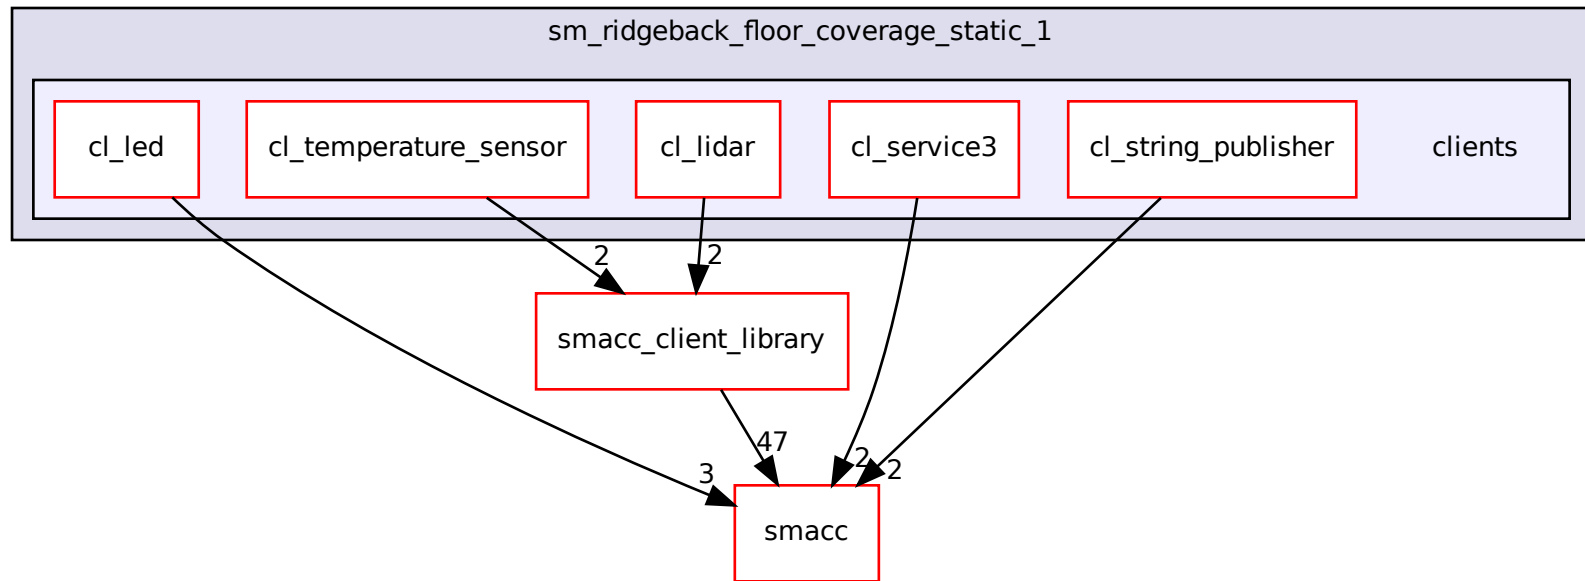 sm_ridgeback_floor_coverage_static_1
cl_led
cl_temperature_sensor
cl_lidar
cl_service3
cl_string_publisher
clients
2
2
smacc_client_library
47
3
2
2
smacc